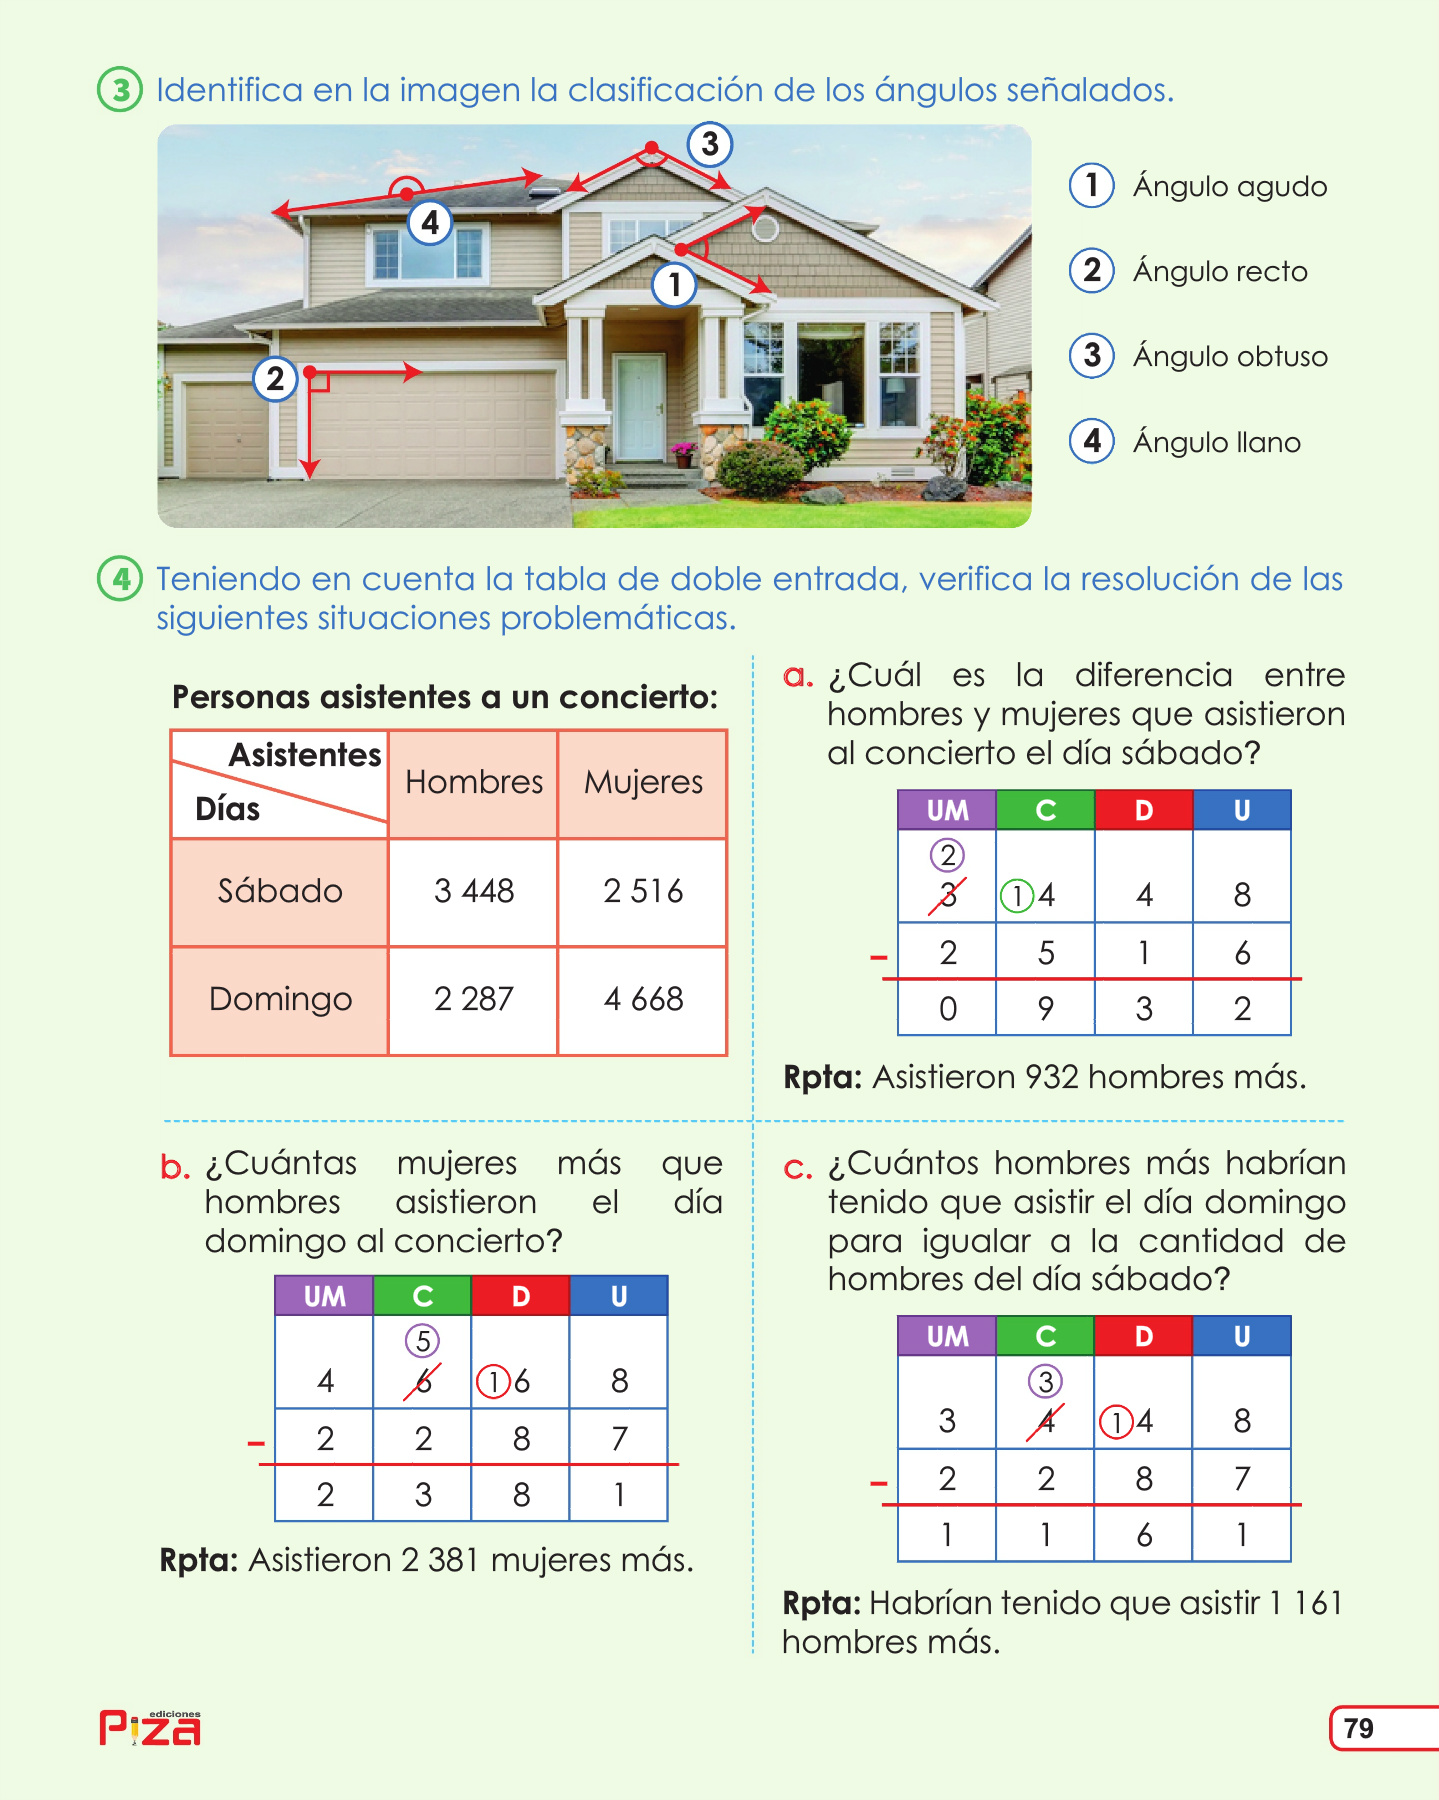 3 Identifica en la imagen la clasificación de los ángulos señalados.
3
4
1
2
1 Ángulo agudo
2 Ángulo recto
3 Ángulo obtuso
4 Ángulo llano
4 Teniendo en cuenta la tabla de doble entrada, verifica la resolución de las
siguientes situaciones problemáticas.
Personas asistentes a un concierto:
Asistentes
Días
Hombres Mujeres
Sábado 3 448 2 516
Domingo 2 287 4 668
a. ¿Cuál es la diferencia entre
hombres y mujeres que asistieron
al concierto el día sábado?
UM C D U
2
3 1 4 4 8
- 2 5 1 6
0 9 3 2
Rpta: Asistieron 932 hombres más.
b. ¿Cuántas mujeres más que
hombres asistieron el día
domingo al concierto?
UM C D U
5
4 6 1 6 8
- 2 2 8 7
2 3 8 1
Rpta: Asistieron 2 381 mujeres más.
c. ¿Cuántos hombres más habrían
tenido que asistir el día domingo
para igualar a la cantidad de
hombres del día sábado?
UM C D U
3
3 4 1 4 8
- 2 2 8 7
1 1 6 1
Rpta: Habrían tenido que asistir 1 161
hombres más.
ediciones
Piza
79